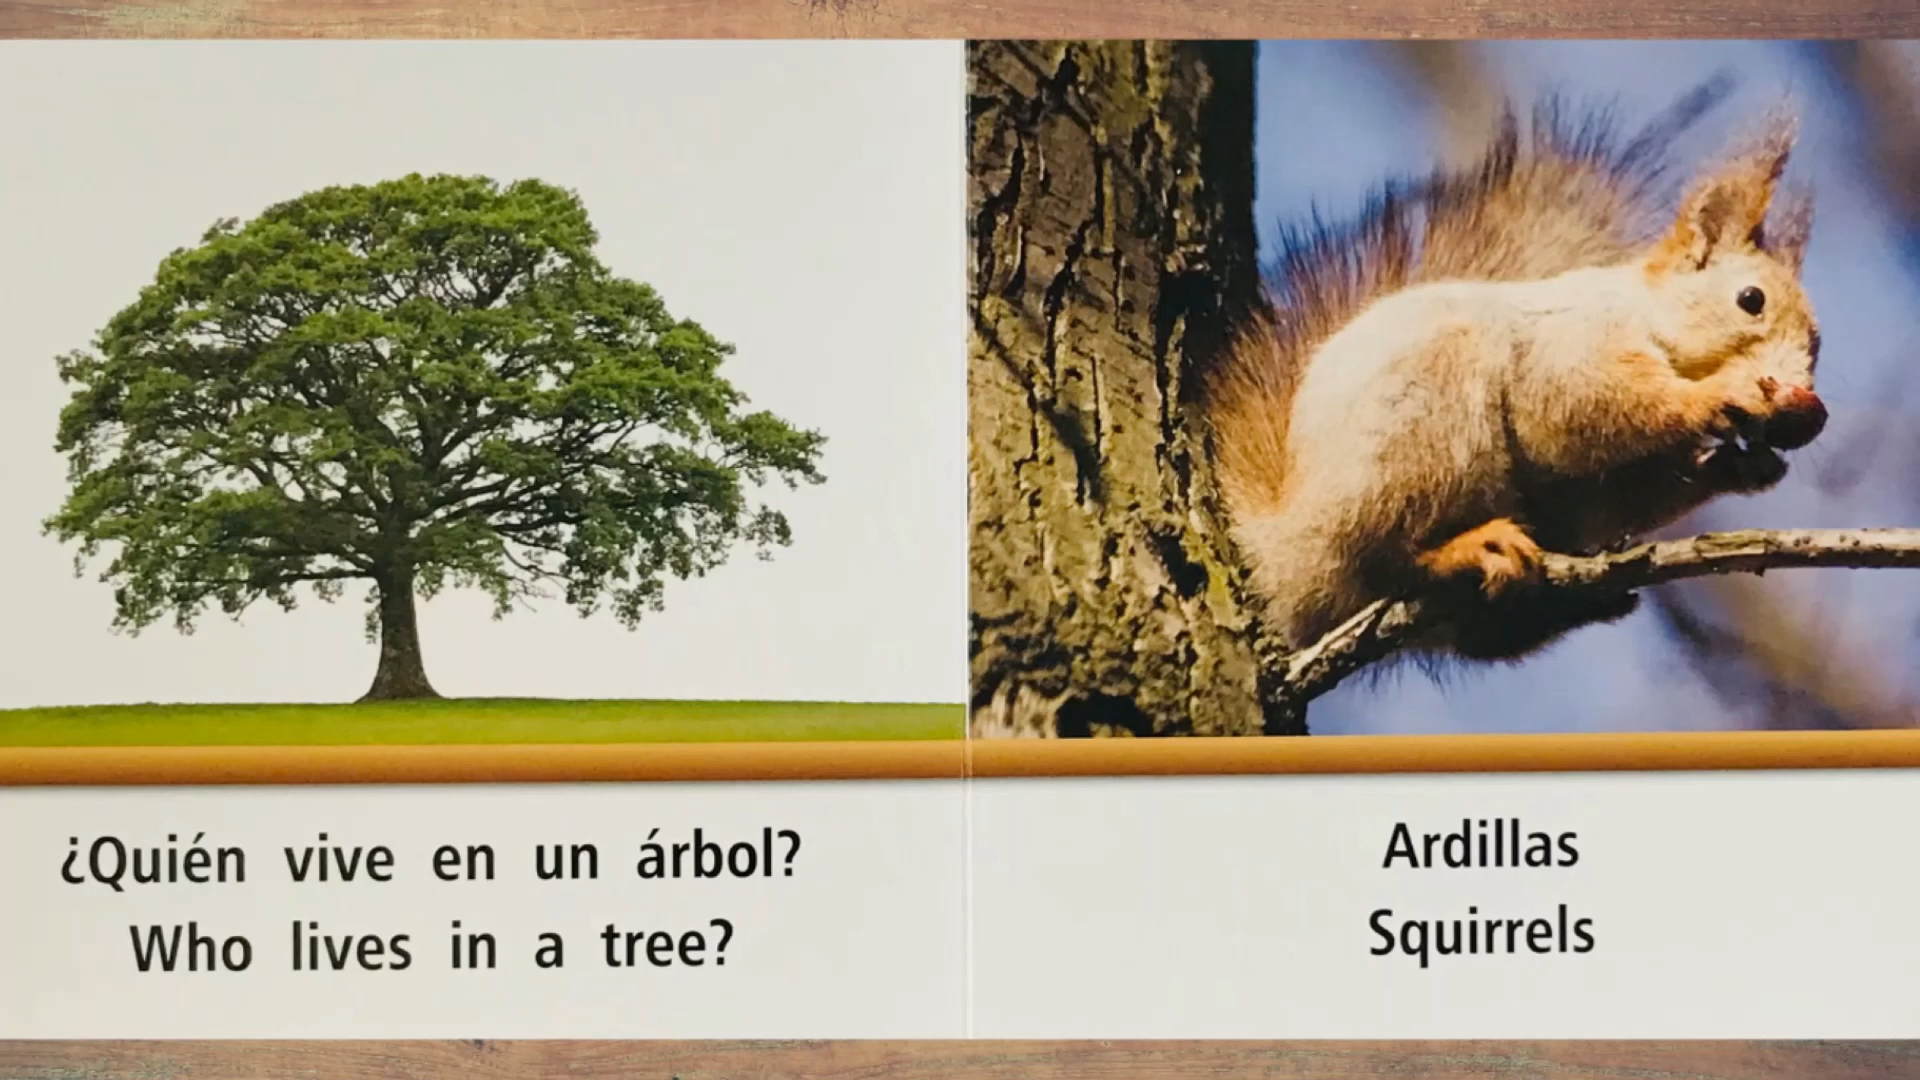 ¿Quién vive en un árbol?
Who lives in a tree?
Ardillas
Squirrels